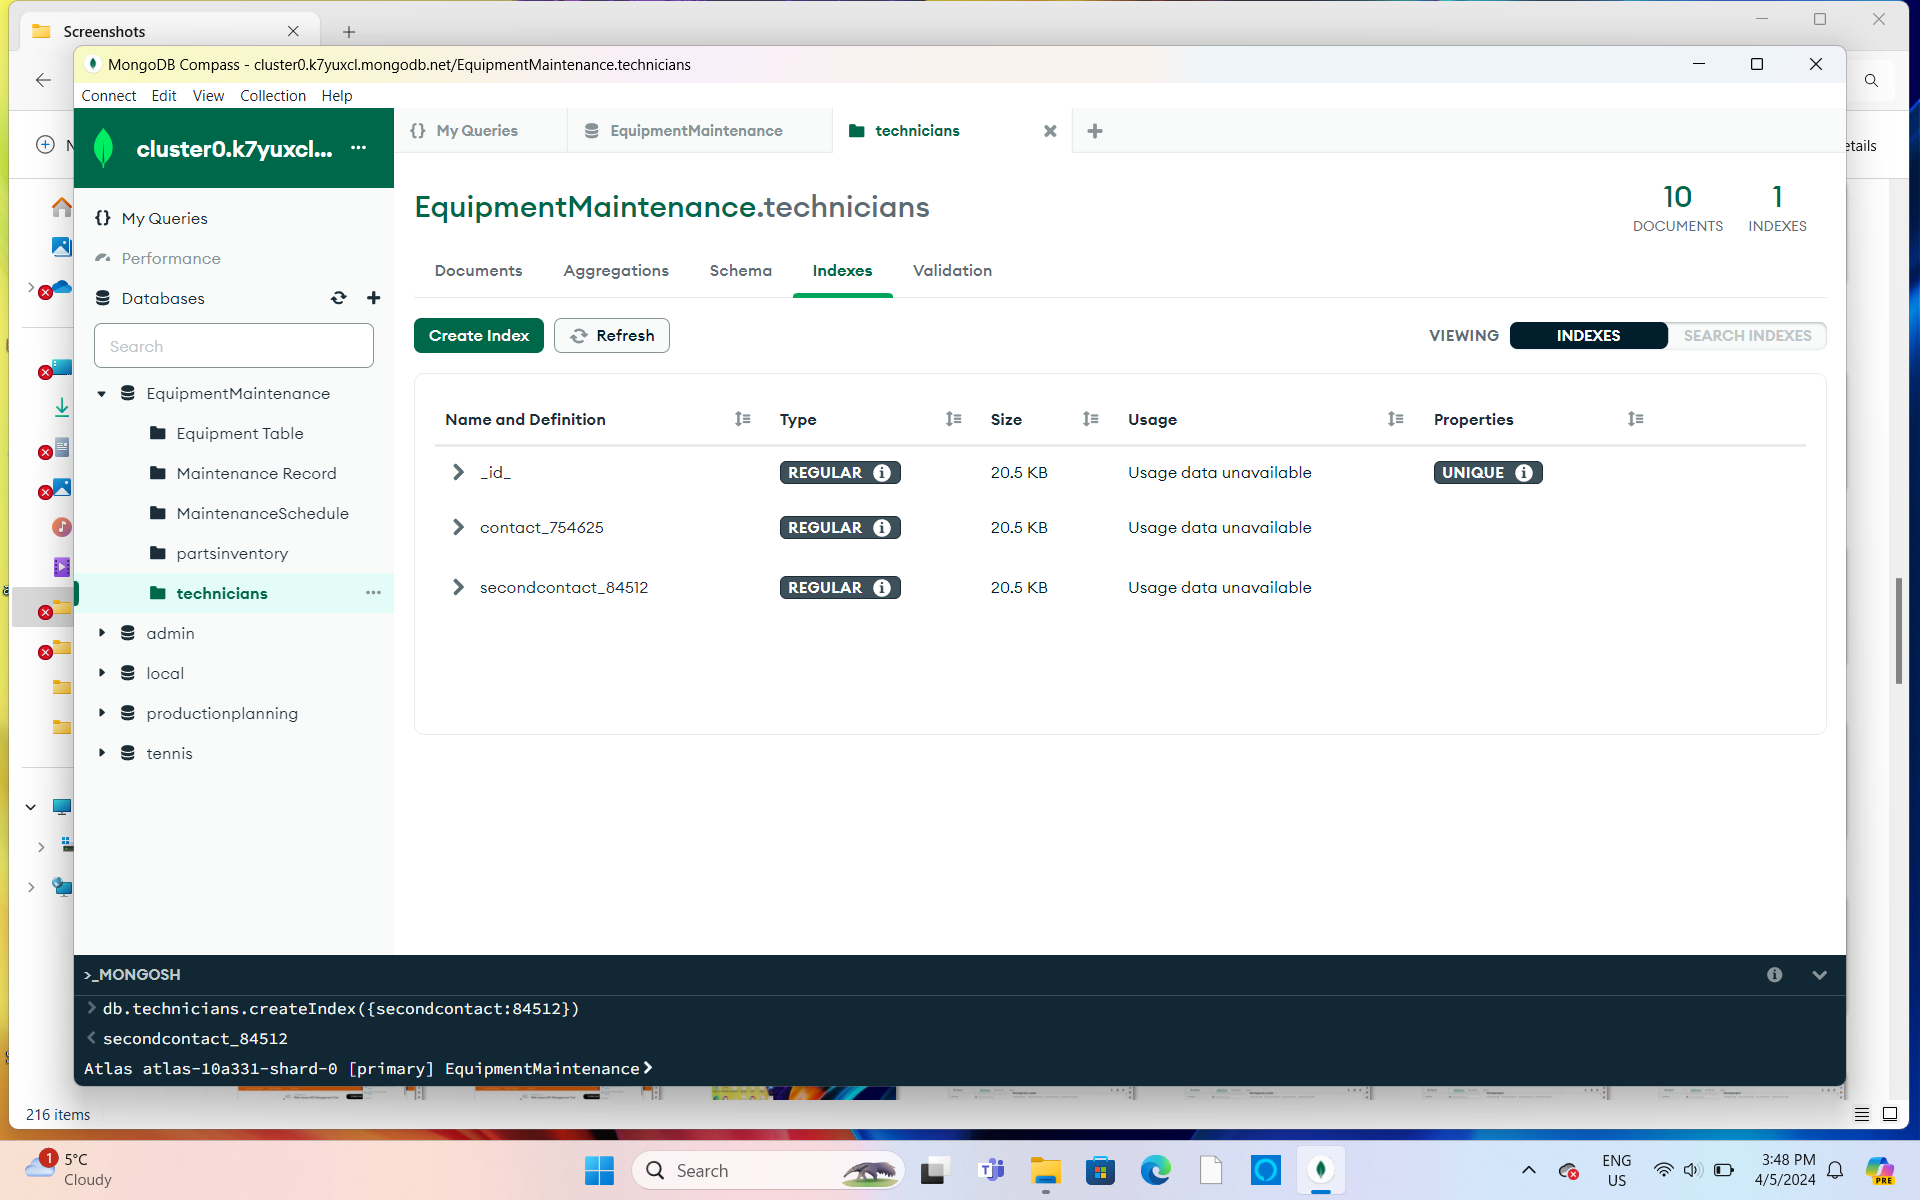 Screenshots
MongoDB Compass - cluster0.k7yuxcl.mongodb.net/EquipmentMaintenance.technicians
Connect Edit View Collection Help
cluster0.k7yuxcl...
My Queries
EquipmentMaintenance
technicians
N
etails
EquipmentMaintenance.technicians
10
DOCUMENTS
1
INDEXES
My Queries
Performance
Databases
Search
EquipmentMaintenance
Equipment Table
Maintenance Record
MaintenanceSchedule
partsinventory
technicians
admin
local
productionplanning
tennis
Documents Aggregations Schema Indexes Validation
Create Index Refresh VIEWING INDEXES SEARCH INDEXES
Name and Definition Type Size Usage Properties
_id_ REGULAR 20.5 KB Usage data unavailable UNIQUE
contact_754625 REGULAR 20.5 KB Usage data unavailable
secondcontact_84512 REGULAR 20.5 KB Usage data unavailable
>_MONGOSH
> db.technicians.createIndex({secondcontact:84512})
< secondcontact_84512
Atlas atlas-10a331-shard-0 [primary] EquipmentMaintenance>
216 items
1
5°C
Cloudy
Search
ENG
US
3:48 PM
4/5/2024
PRE